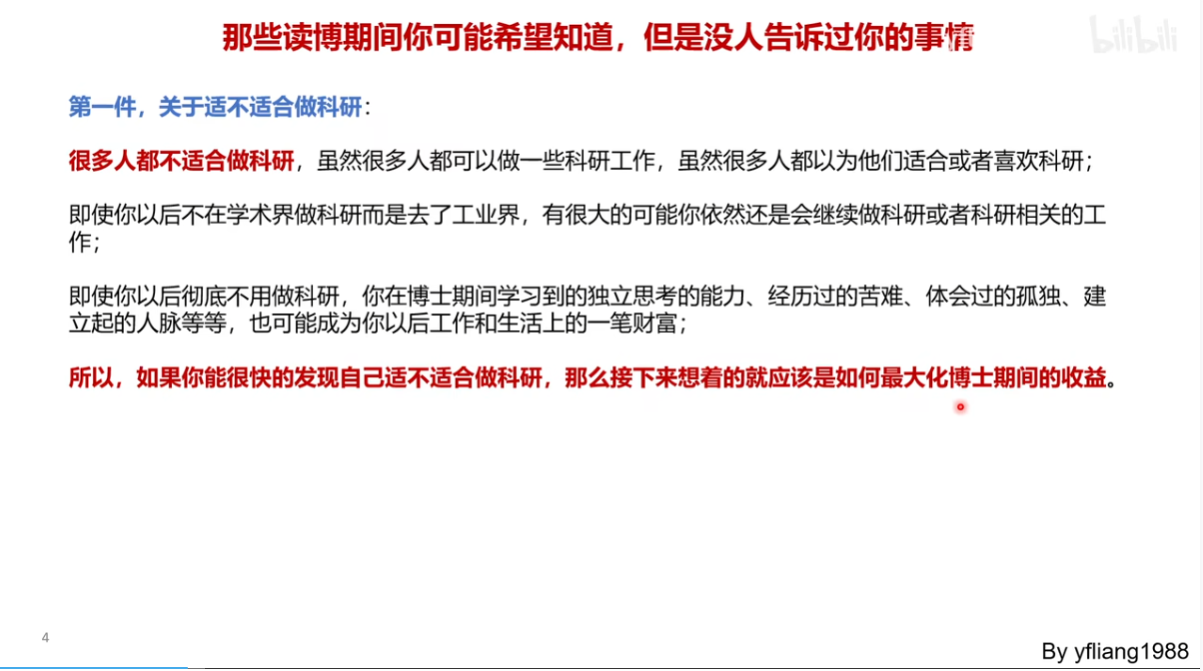 那些读博期间你可能希望知道，但是没人告诉过你的事情
bilibili
第一件，关于适不适合做科研：
很多人都不适合做科研，虽然很多人都可以做一些科研工作，虽然很多人都以为他们适合或者喜欢科研；
即使你以后不在学术界做科研而是去了工业界，有很大的可能你依然还是会继续做科研或者科研相关的工
作；
即使你以后彻底不用做科研，你在博士期间学习到的独立思考的能力、经历过的苦难、体会过的孤独、建
立起的人脉等等，也可能成为你以后工作和生活上的一笔财富；
所以，如果你能很快的发现自己适不适合做科研，那么接下来想着的就应该是如何最大化博士期间的收益。
4
By yfliang1988